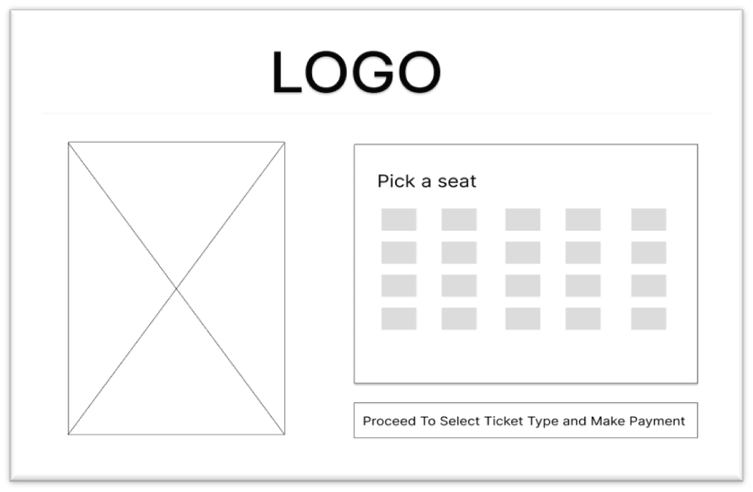 LOGO
Pick a seat
Proceed To Select Ticket Type and Make Payment